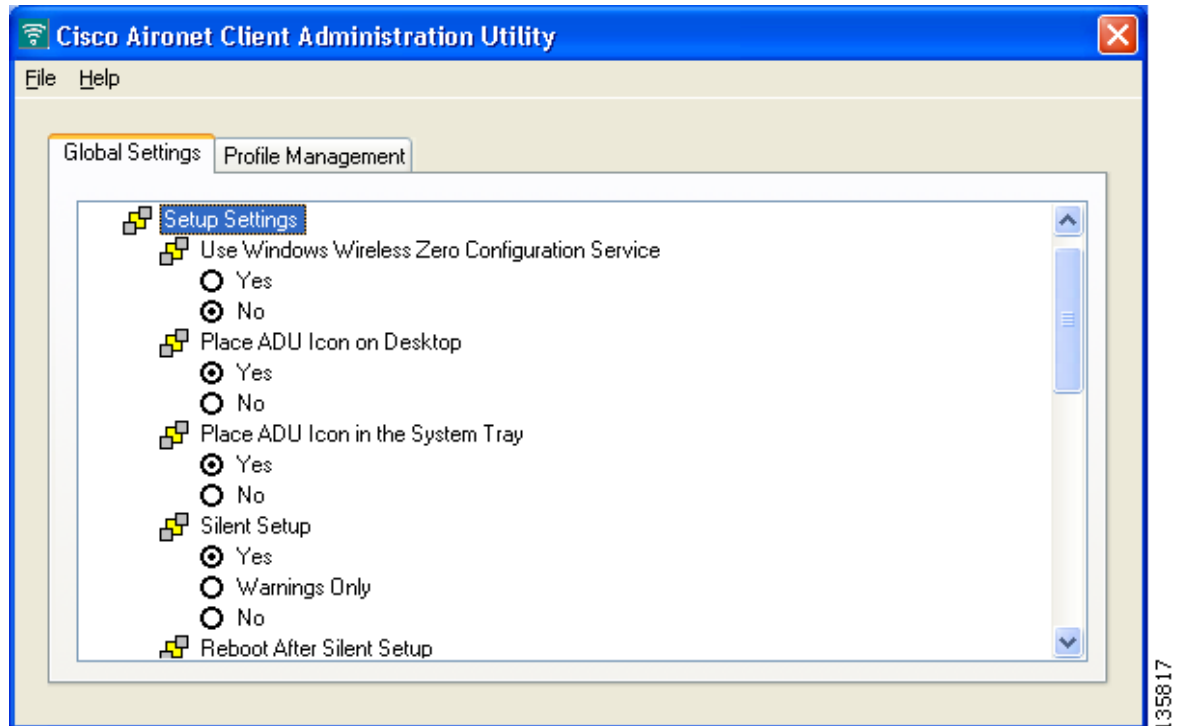 Cisco Aironet Client Administration Utility
File Help
Global Settings Profile Management
Setup Settings
Use Windows Wireless Zero Configuration Service
Yes
No
Place ADU Icon on Desktop
Yes
No
Place ADU Icon in the System Tray
Yes
No
Silent Setup
Yes
Warnings Only
No
Reboot After Silent Setup
135817